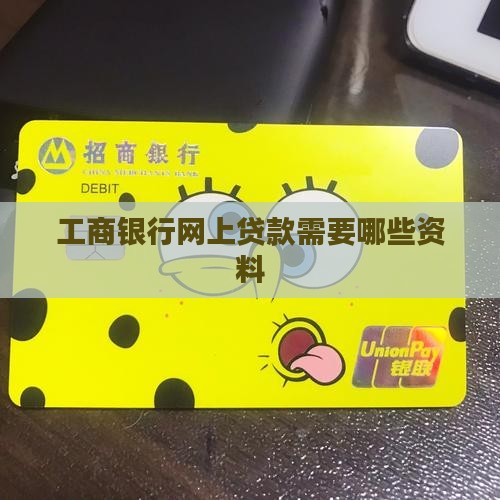 招商银行
CHINA MERCHANTS BANK
DEBIT
工商银行网上贷款需要哪些资
料
UnionPay
银联